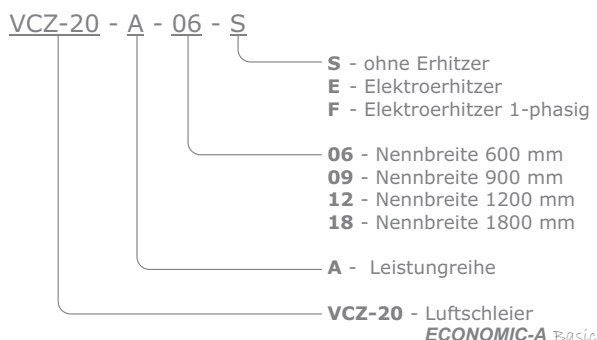 VCZ-20 - A - 06 - S
S - ohne Erhitzer
E - Elektroerhitzer
F - Elektroerhitzer 1-phasig
06 - Nennbreite 600 mm
09 - Nennbreite 900 mm
12 - Nennbreite 1200 mm
18 - Nennbreite 1800 mm
A - Leistungreihe
VCZ-20 - Luftschleier
ECONOMIC-A Basic